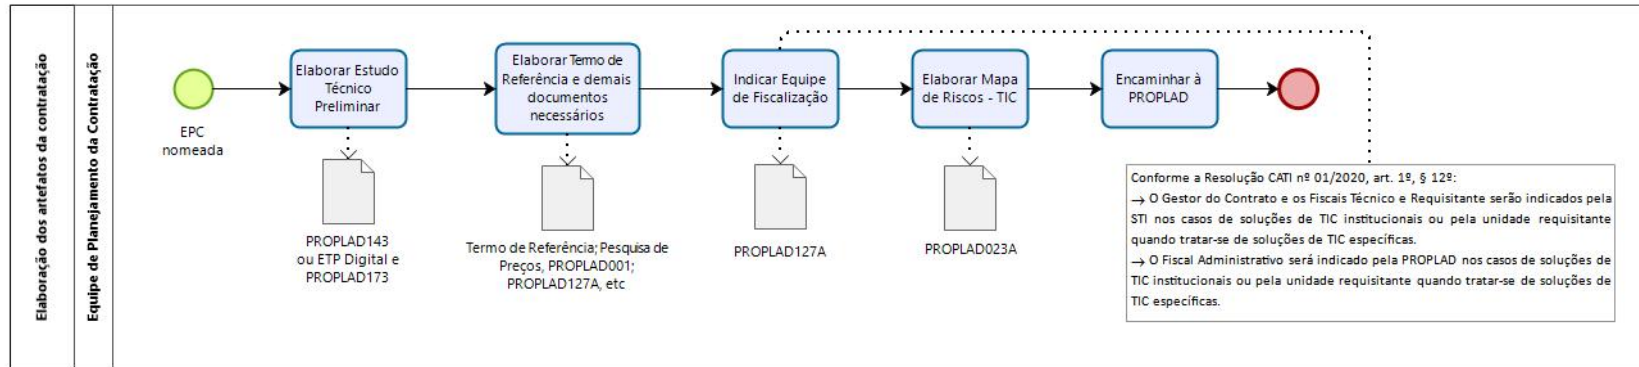 Elaboração dos artefatos da contratação
Equipe de Planejamento da Contratação
EPC
nomeada
Elaborar Estudo
Técnico
Preliminar
PROPLAD143
ou ETP Digital e
PROPLAD173
Elaborar Termo de
Referência e demais
documentos
necessários
Termo de Referência; Pesquisa de
Preços, PROPLAD001;
PROPLAD127A, etc
Indicar Equipe
de Fiscalização
PROPLAD127A
Elaborar Mapa
de Riscos - TIC
PROPLAD023A
Encaminhar à
PROPLAD
Conforme a Resolução CATI nº 01/2020, art. 1º, § 12º:
→ O Gestor do Contrato e os Fiscais Técnico e Requisitante serão indicados pela
STI nos casos de soluções de TIC institucionais ou pela unidade requisitante
quando tratar-se de soluções de TIC específicas.
→ O Fiscal Administrativo será indicado pela PROPLAD nos casos de soluções de
TIC institucionais ou pela unidade requisitante quando tratar-se de soluções de
TIC específicas.